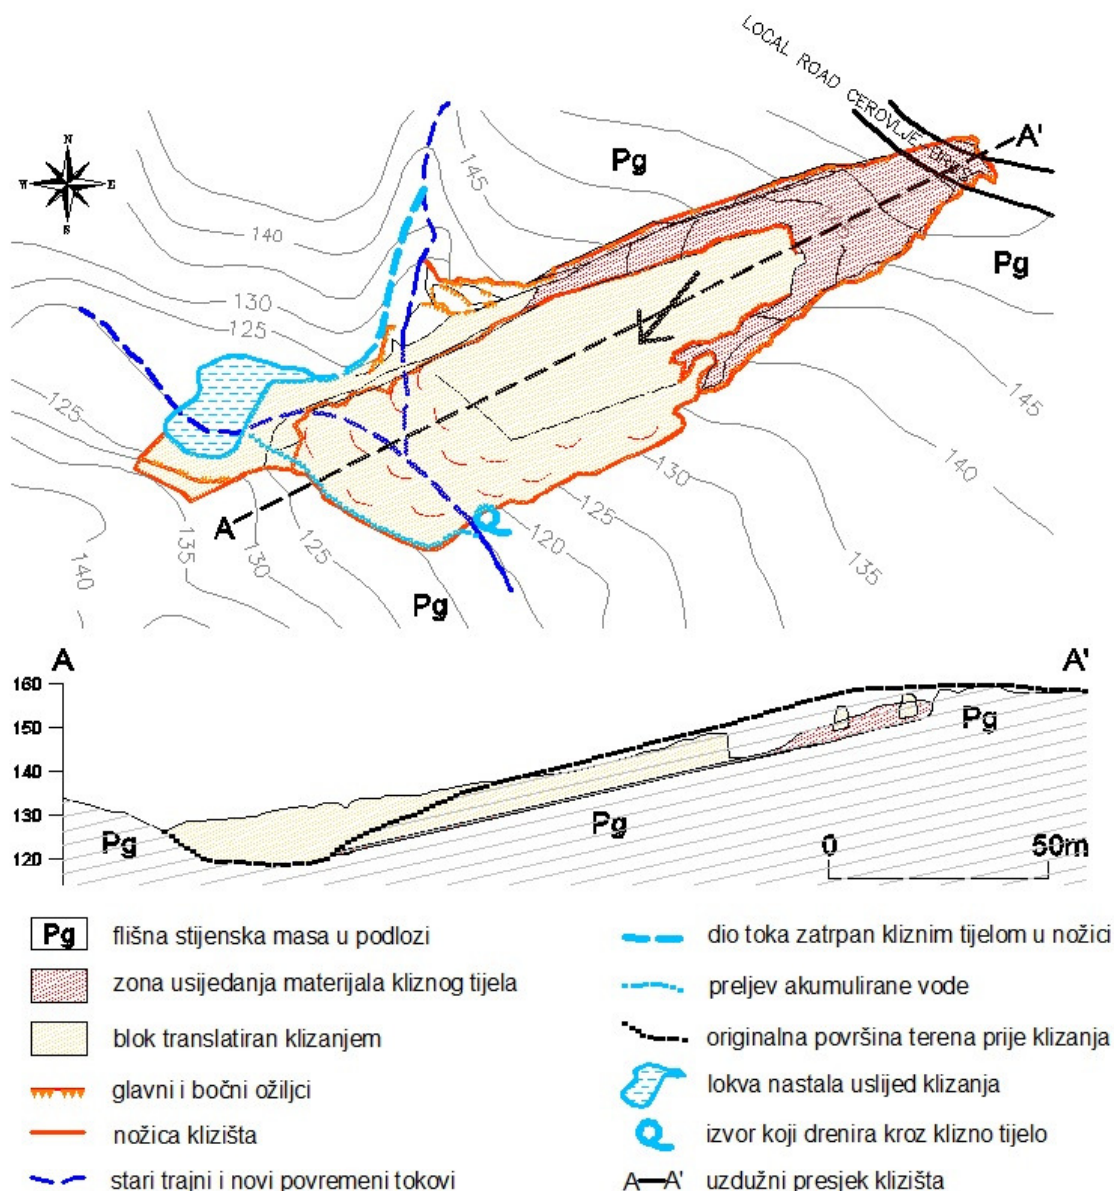 LOCAL ROAD CEROVLJE
N
W E
S
Pg
A'
145
Pg
140
130
125
145
125
140
130
125
120
135
A
135
130
125
140
Pg
A
A'
160
150
140
130
120
Pg
Pg
Pg
0 50m
Pg flišna stijenska masa u podlozi
zona usijedanja materijala kliznog tijela
blok translatiran klizanjem
glavni i bočni ožiljci
nožica klizišta
stari trajni i novi povremeni tokovi
dio toka zatrpan kliznim tijelom u nožici
preljev akumulirane vode
originalna površina terena prije klizanja
lokva nastala uslijed klizanja
izvor koji drenira kroz klizno tijelo
A—A' uzdužni presjek klizišta